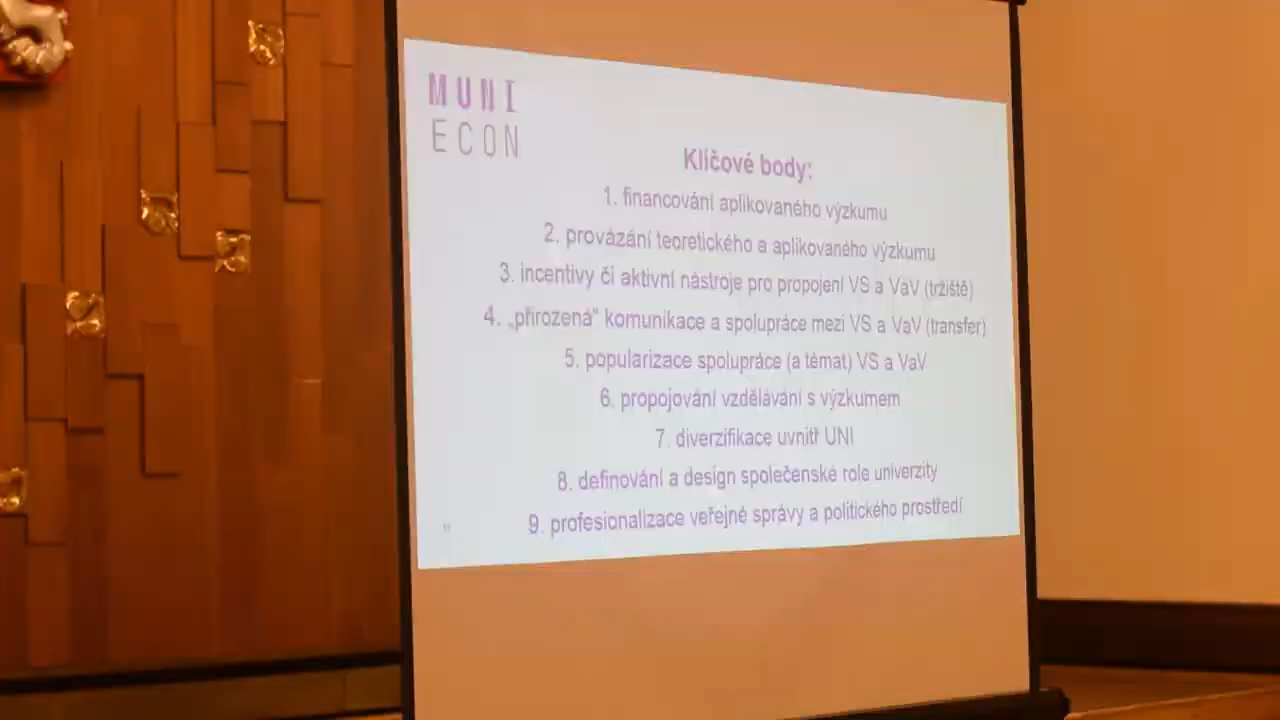 MUNI
ECON
Klíčové body:
1. financování aplikovaného výzkumu
2. provázání teoretického a aplikovaného výzkumu
3. incentivy či aktivní nástroje pro propojení VS a VaV (tržiště)
4. „přirozená“ komunikace a spolupráce mezi VS a VaV (transfer)
5. popularizace spolupráce (a témat) VS a VaV
6. propojování vzdělávání s výzkumem
7. diverzifikace uvnitř UNI
8. definování a design společenské role univerzity
9. profesionalizace veřejné správy a politického prostředí